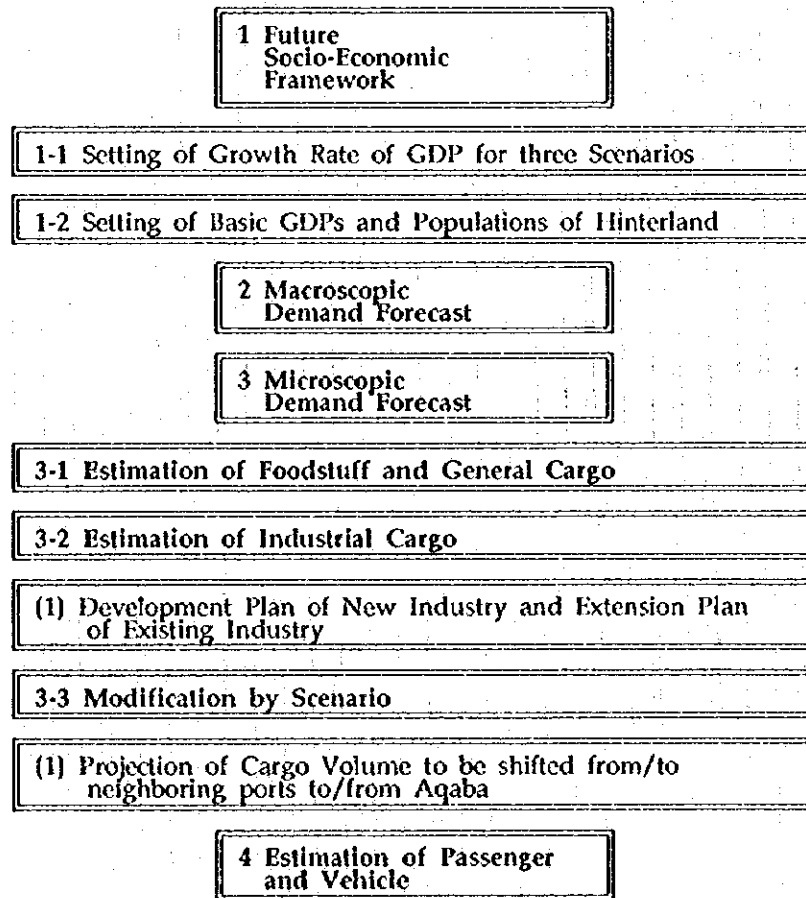 1 Future
Socio-Economic
Framework
1-1 Setting of Growth Rate of GDP for three Scenarios
1-2 Setting of Basic GDPs and Populations of Hinterland
2 Macroscopic
Demand Forecast
3 Microscopic
Demand Forecast
3-1 Estimation of Foodstuff and General Cargo
3-2 Estimation of Industrial Cargo
(1) Development Plan of New Industry and Extension Plan
of Existing Industry
3-3 Modification by Scenario
(1) Projection of Cargo Volume to be shifted from/to
neighboring ports to/from Aqaba
4 Estimation of Passenger
and Vehicle